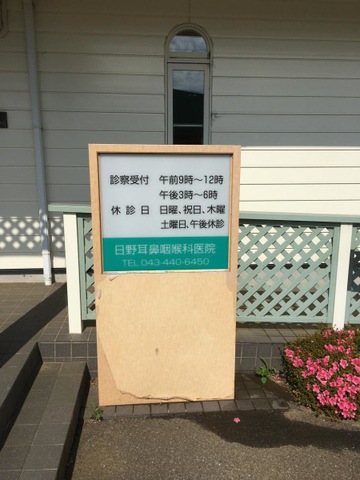 診察受付 午前9時～12時
午後3時～6時
休診日 日曜、祝日、木曜
土曜日、午後休診
日野耳鼻咽喉科医院
TEL.043-440-6450